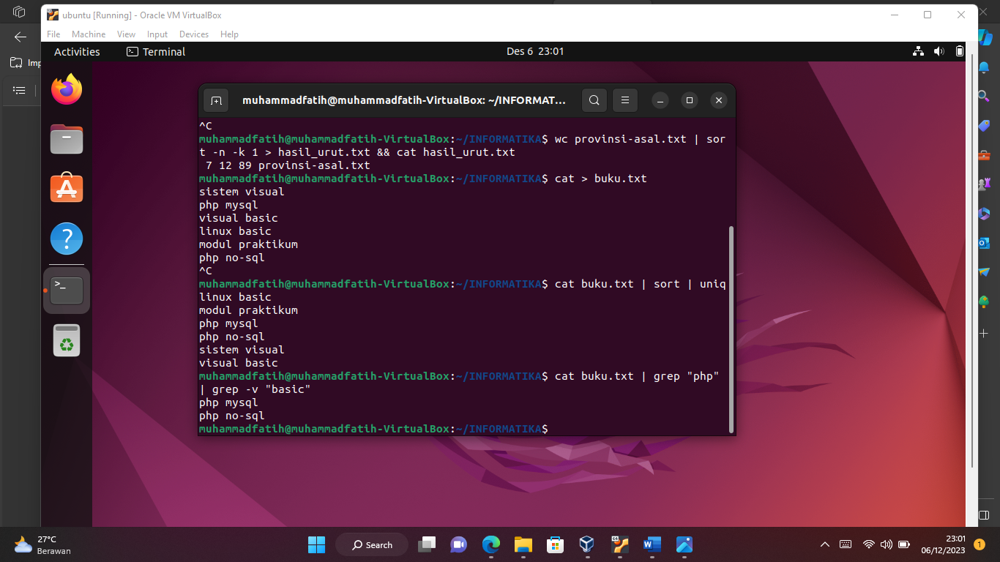 ubuntu [Running] - Oracle VM VirtualBox
File Machine View Input Devices Help
Activities Terminal Des 6 23:01
Imp
muhammadfatih@muhammadfatih-VirtualBox: ~/INFORMAT...
^C
muhammadfatih@muhammadfatih-VirtualBox:~/INFORMATIKA$ wc provinsi-asal.txt | sor
t -n -k 1 > hasil_urut.txt && cat hasil_urut.txt
7 12 89 provinsi-asal.txt
muhammadfatih@muhammadfatih-VirtualBox:~/INFORMATIKA$ cat > buku.txt
sistem visual
php mysql
visual basic
linux basic
modul praktikum
php no-sql
^C
muhammadfatih@muhammadfatih-VirtualBox:~/INFORMATIKA$ cat buku.txt | sort | uniq
linux basic
modul praktikum
php mysql
php no-sql
sistem visual
visual basic
muhammadfatih@muhammadfatih-VirtualBox:~/INFORMATIKA$ cat buku.txt | grep "php"
| grep -v "basic"
php mysql
php no-sql
muhammadfatih@muhammadfatih-VirtualBox:~/INFORMATIKA$
27°C
Berawan
Search
23:01
06/12/2023
1